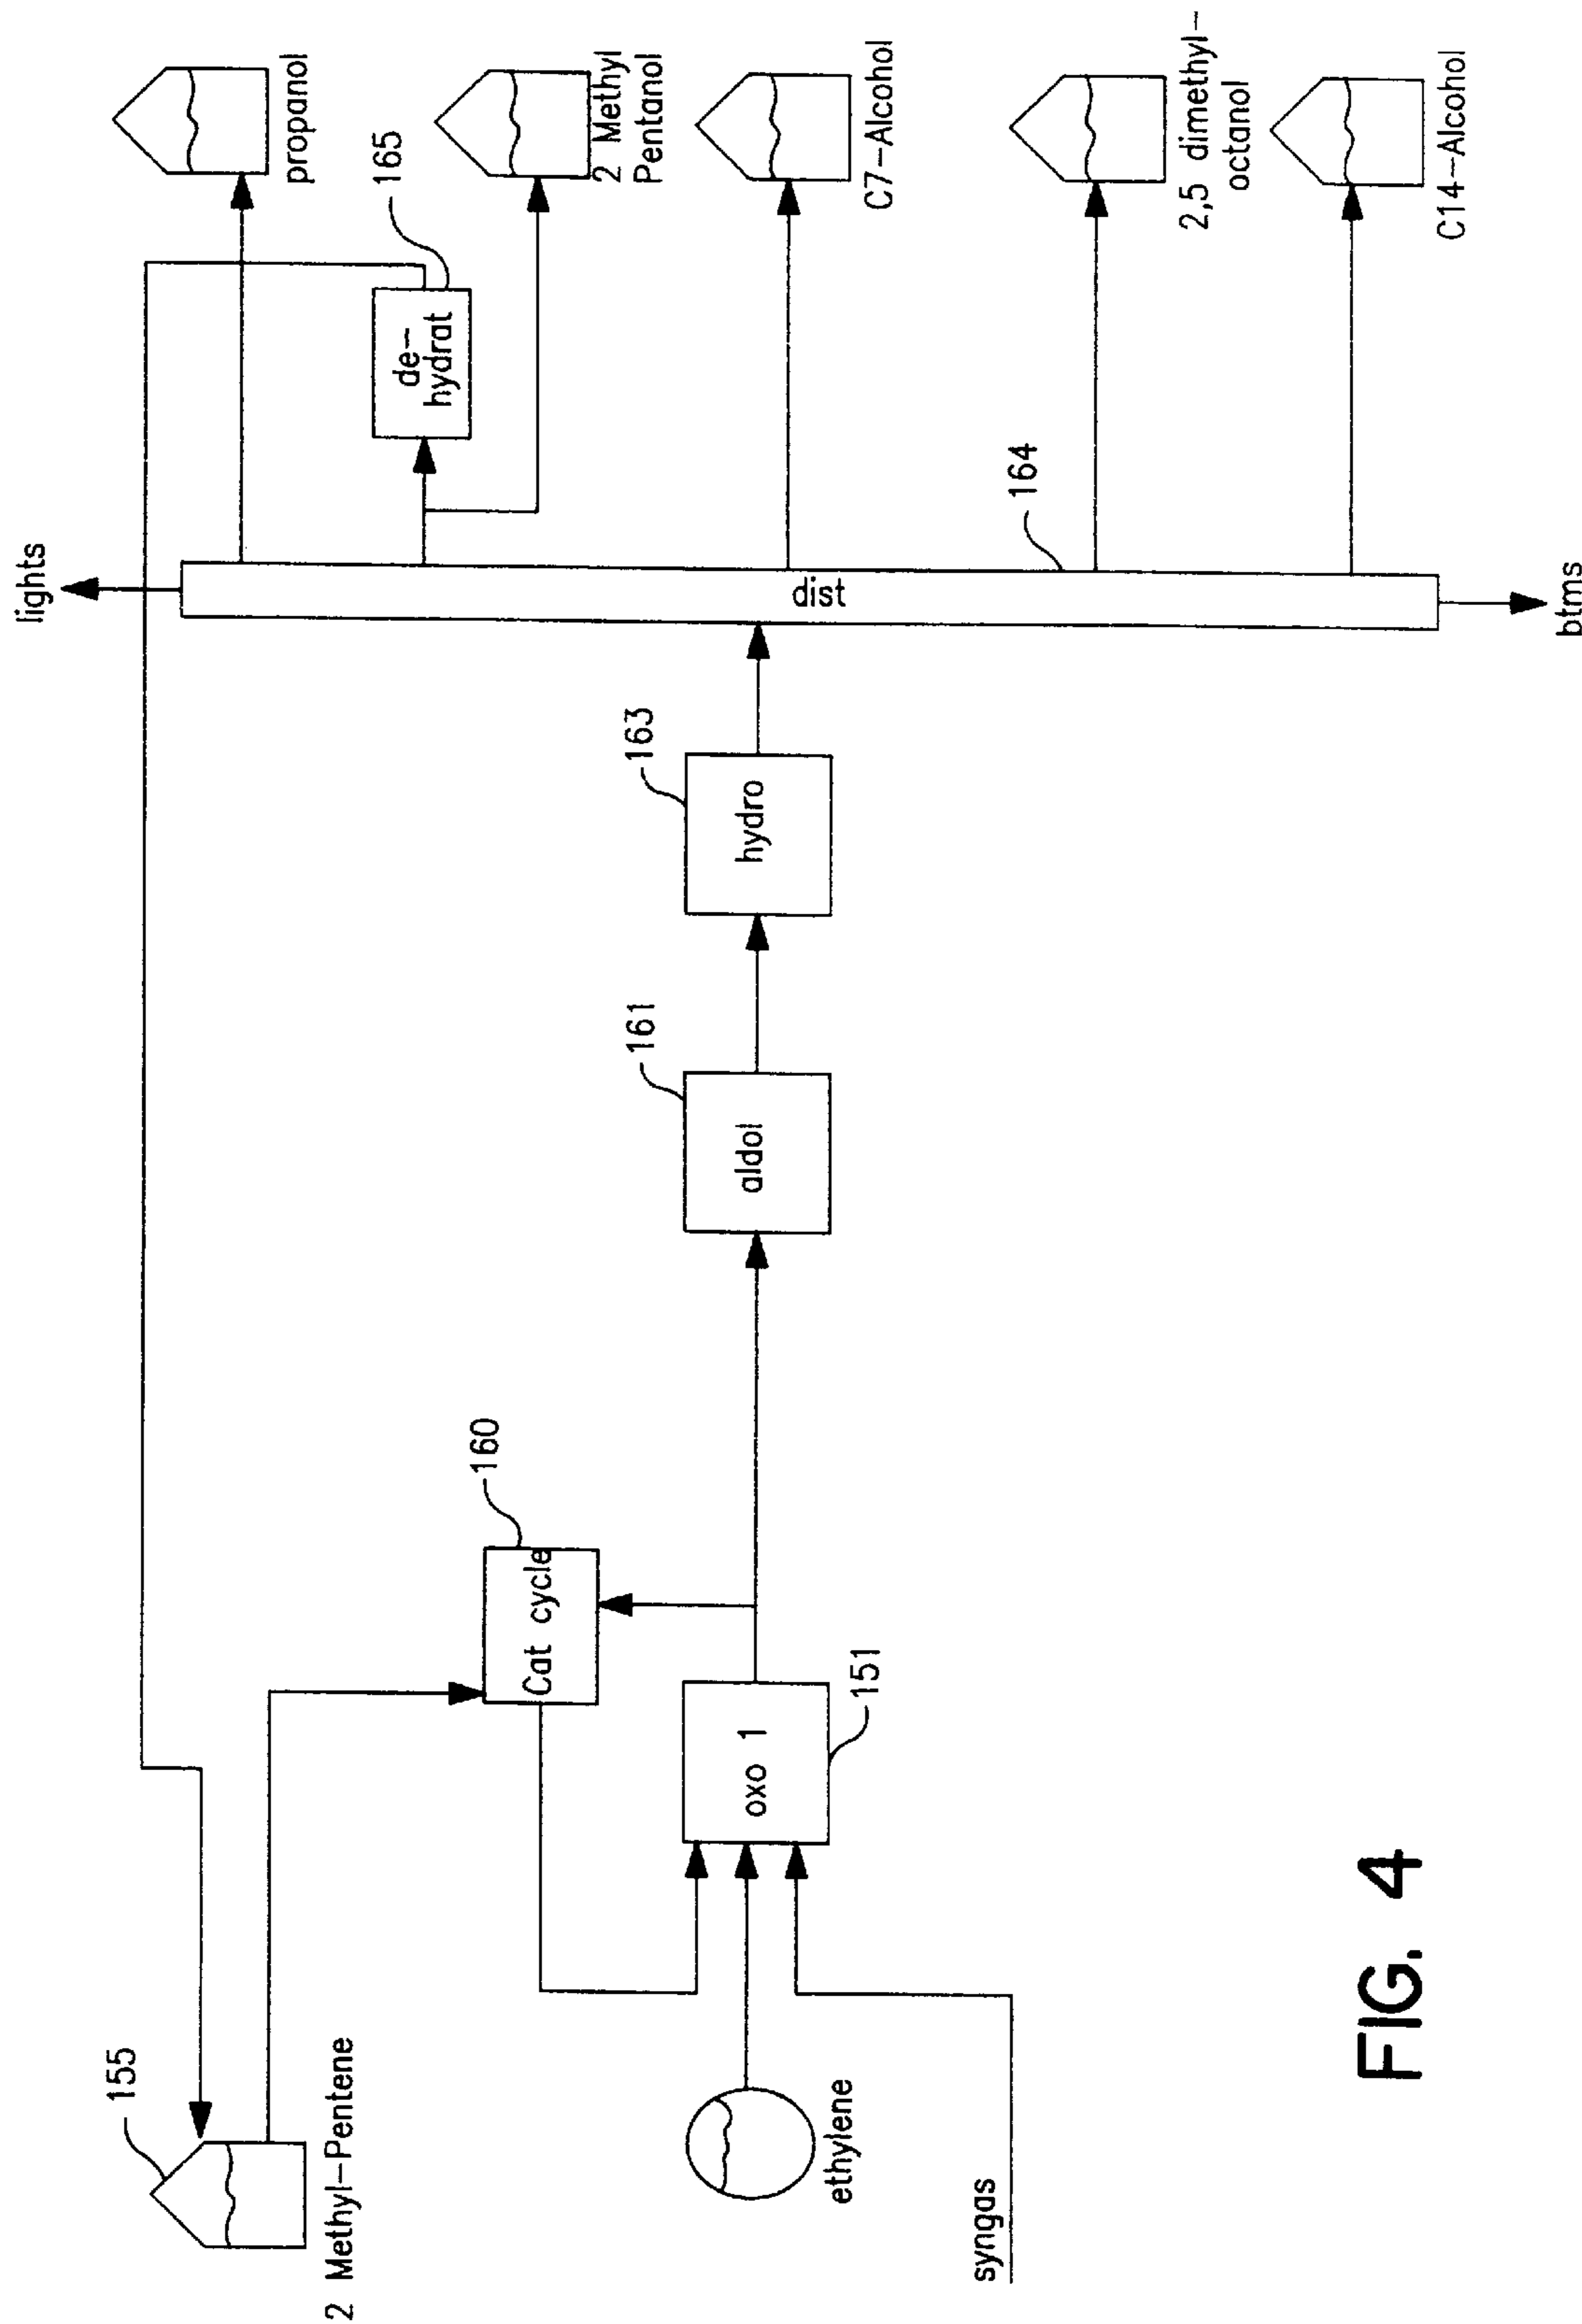 lights
propanol
165
de-
hydrat
2 Methyl
Pentanol
C7-Alcohol
164
2,5 dimethyl-
octanol
C14-Alcohol
dist
btms
163
hydro
161
aldol
160
Cat cycle
151
oxo 1
155
2 Methyl-Pentene
ethylene
syngas
FIG. 4